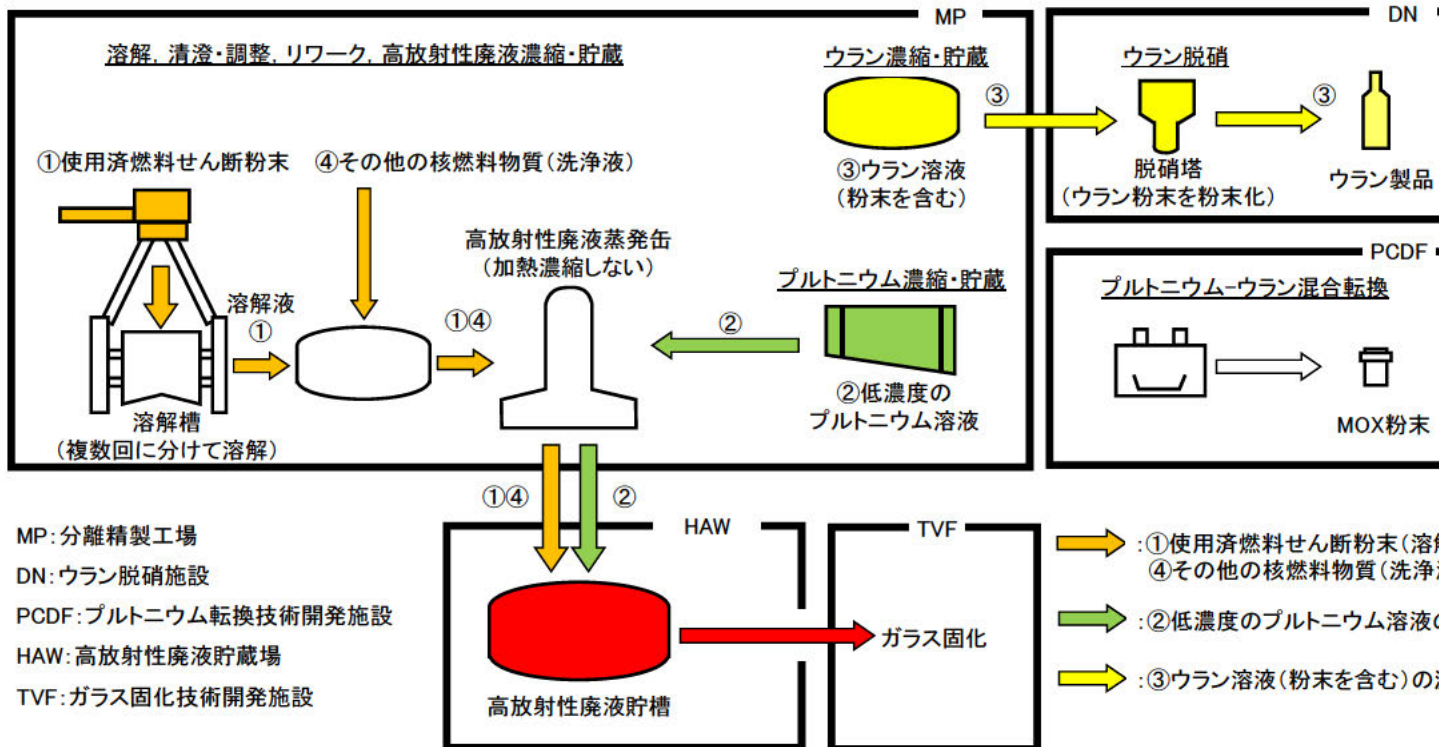 MP
溶解, 清澄・調整, リワーク, 高放射性廃液濃縮・貯蔵
①使用済燃料せん断粉末
④その他の核燃料物質(洗浄液)
溶解液
①
溶解槽
(複数回に分けて溶解)
①④
高放射性廃液蒸発缶
(加熱濃縮しない)
ウラン濃縮・貯蔵
③
③ウラン溶液
(粉末を含む)
プルトニウム濃縮・貯蔵
②
②低濃度の
プルトニウム溶液
DN
ウラン脱硝
③
脱硝塔
(ウラン粉末を粉末化)
ウラン製品
PCDF
プルトニウム-ウラン混合転換
MOX粉末
①④
②
HAW
高放射性廃液貯槽
TVF
ガラス固化
MP:分離精製工場
DN:ウラン脱硝施設
PCDF:プルトニウム転換技術開発施設
HAW:高放射性廃液貯蔵場
TVF:ガラス固化技術開発施設
:①使用済燃料せん断粉末(溶解
④その他の核燃料物質(洗浄
:②低濃度のプルトニウム溶液の
:③ウラン溶液(粉末を含む)の